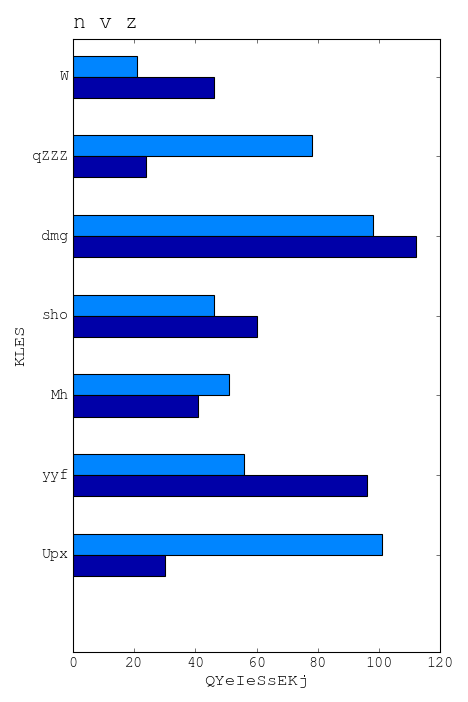 n v z
W
qZZZ
dmg
sho
Mh
yyf
Upx
KLES
0 20 40 60 80 100 120
QYeIeSsEKj